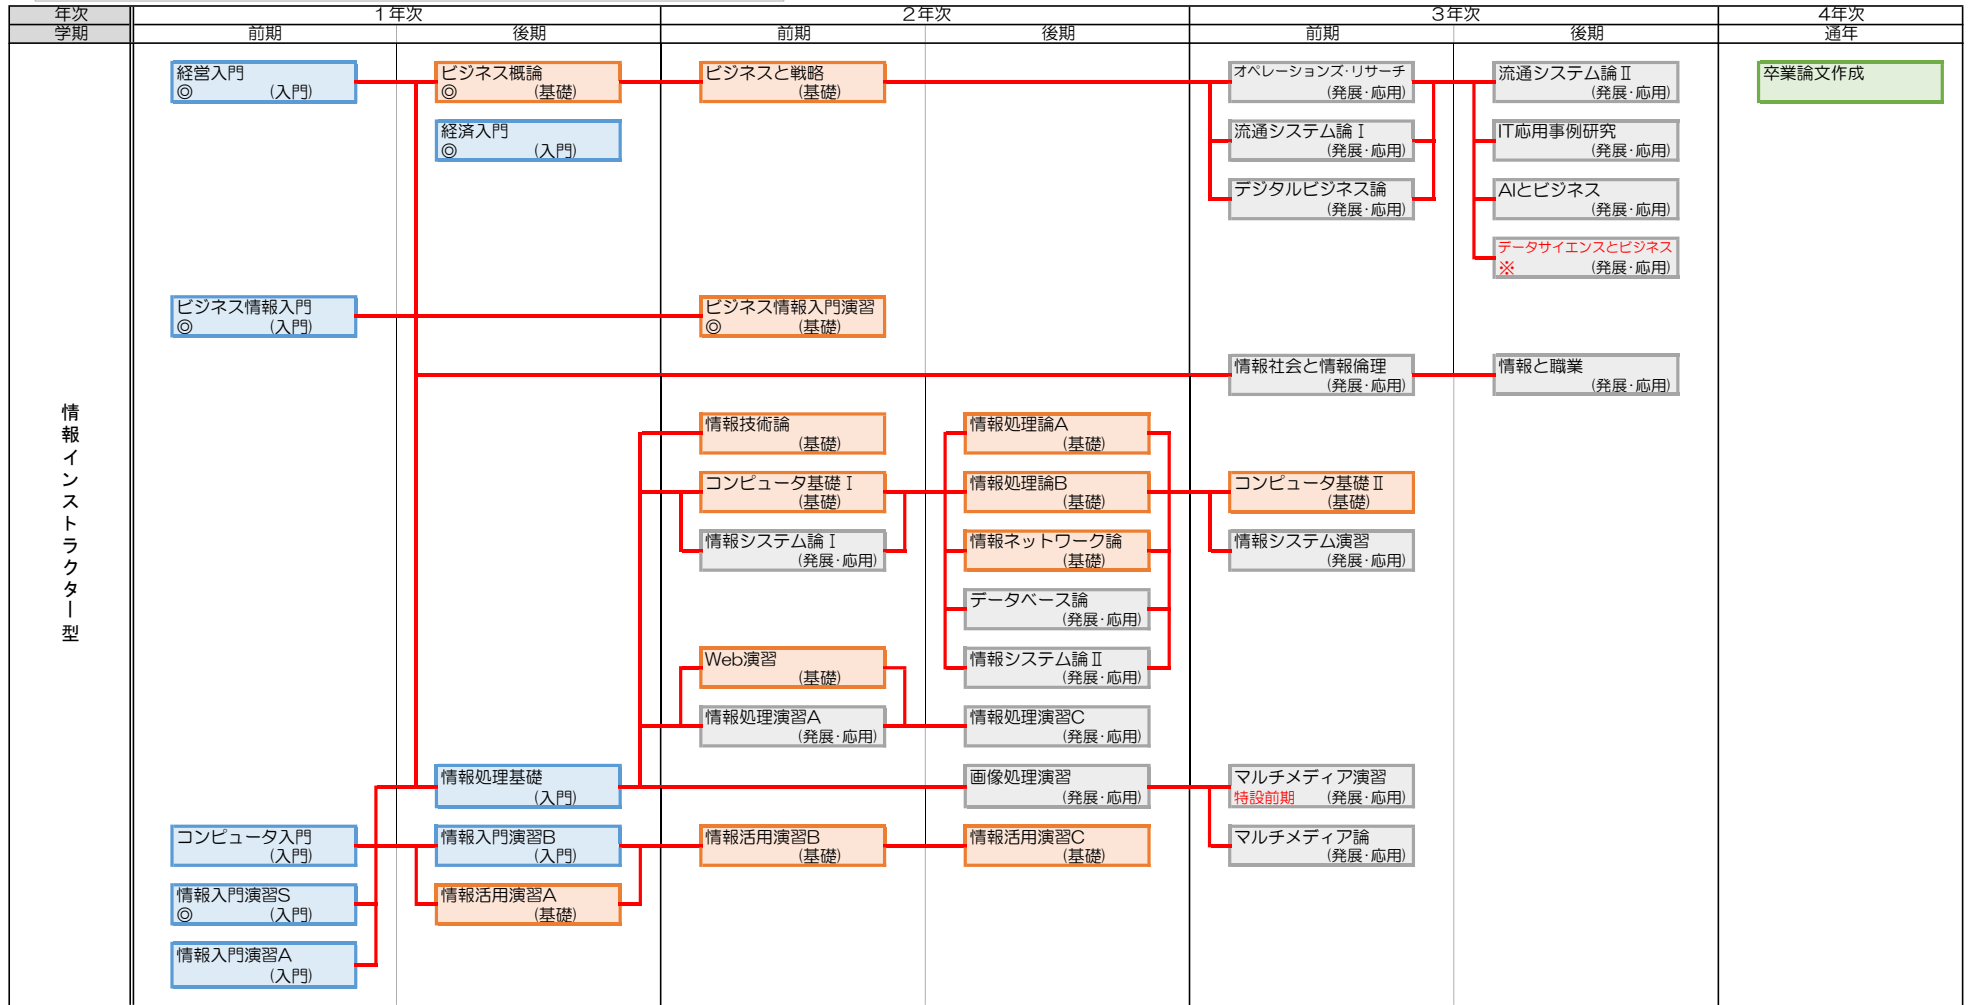 年次 1年次 2年次 3年次 4年次
学期 前期 後期 前期 後期 前期 後期 通年
経営入門
◎ (入門)
ビジネス概論
◎ (基礎)
ビジネスと戦略
(基礎)
オペレーションズ・リサーチ
(発展・応用)
流通システム論Ⅱ
(発展・応用)
卒業論文作成
経済入門
◎ (入門)
流通システム論Ⅰ
(発展・応用)
IT応用事例研究
(発展・応用)
デジタルビジネス論
(発展・応用)
AIとビジネス
(発展・応用)
データサイエンスとビジネス
※ (発展・応用)
ビジネス情報入門
◎ (入門)
ビジネス情報入門演習
◎ (基礎)
情報社会と情報倫理
(発展・応用)
情報と職業
(発展・応用)
情報インストラクター型
情報技術論
(基礎)
情報処理論A
(基礎)
コンピュータ基礎Ⅰ
(基礎)
情報処理論B
(基礎)
コンピュータ基礎Ⅱ
(基礎)
情報システム論Ⅰ
(発展・応用)
情報ネットワーク論
(基礎)
情報システム演習
(発展・応用)
データベース論
(発展・応用)
Web演習
(基礎)
情報システム論Ⅱ
(発展・応用)
情報処理演習A
(発展・応用)
情報処理演習C
(発展・応用)
情報処理基礎
(入門)
画像処理演習
(発展・応用)
マルチメディア演習
特設前期 (発展・応用)
コンピュータ入門
(入門)
情報入門演習B
(入門)
情報活用演習B
(基礎)
情報活用演習C
(基礎)
マルチメディア論
(発展・応用)
情報入門演習S
◎ (入門)
情報活用演習A
(基礎)
情報入門演習A
(入門)